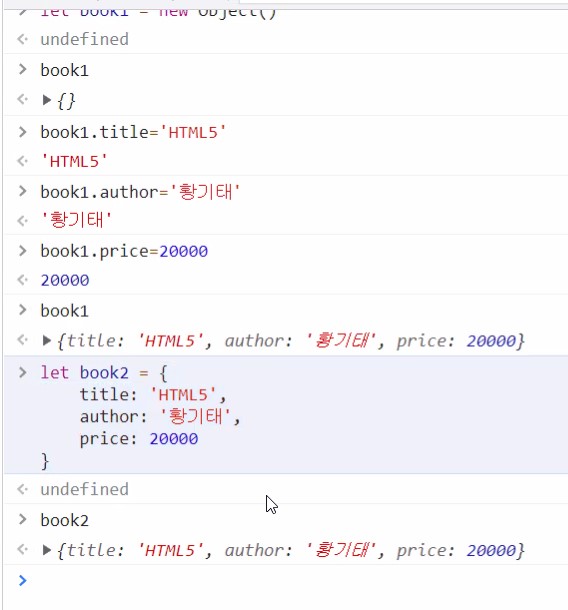 let book1 = new Object()
undefined
book1
{}
book1.title='HTML5'
'HTML5'
book1.author='황기태'
'황기태'
book1.price=20000
20000
book1
{title: 'HTML5', author: '황기태', price: 20000}
let book2 = {
title: 'HTML5',
author: '황기태',
price: 20000
}
undefined
book2
{title: 'HTML5', author: '황기태', price: 20000}